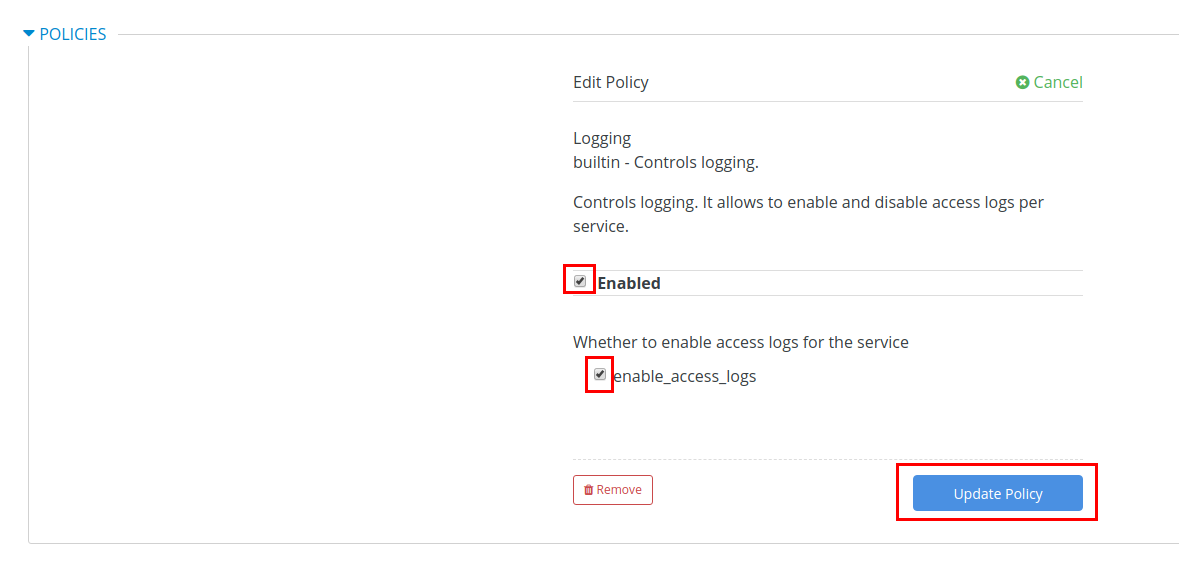 POLICIES
Edit Policy
Cancel
Logging
builtin - Controls logging.
Controls logging. It allows to enable and disable access logs per
service.
Enabled
Whether to enable access logs for the service
enable_access_logs
Remove
Update Policy